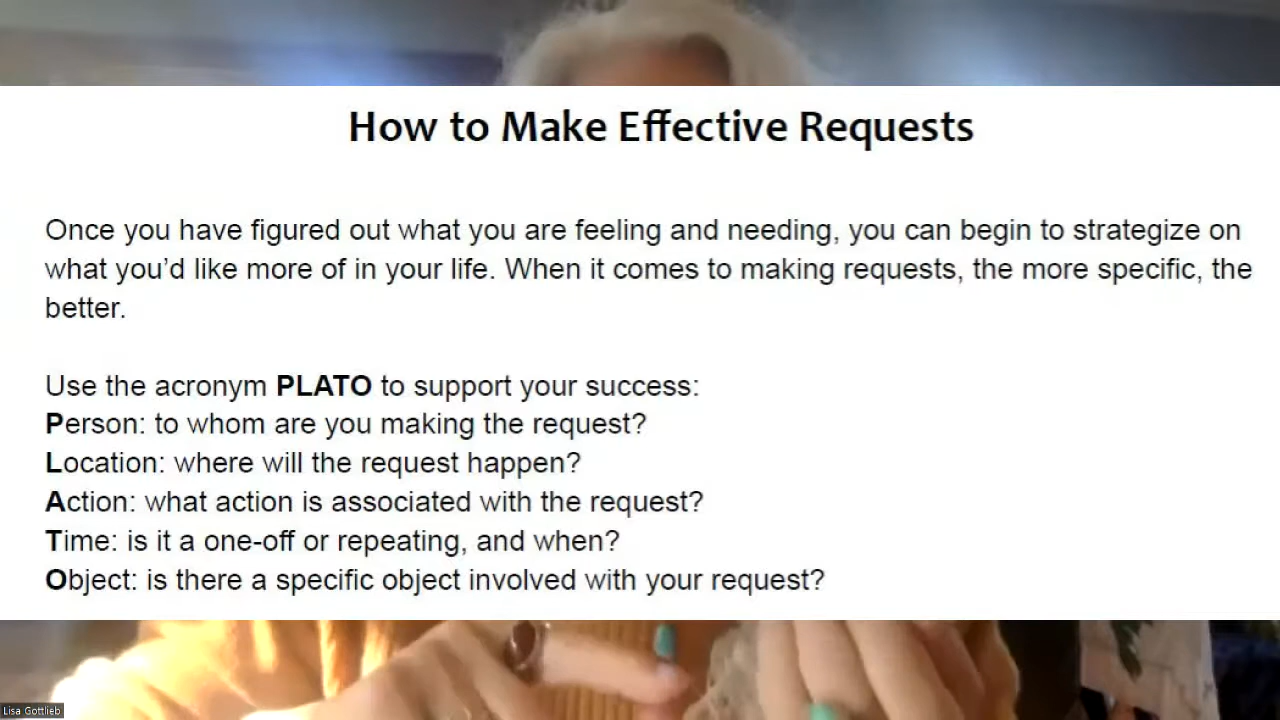 How to Make Effective Requests
Once you have figured out what you are feeling and needing, you can begin to strategize on
what you’d like more of in your life. When it comes to making requests, the more specific, the
better.
Use the acronym PLATO to support your success:
Person: to whom are you making the request?
Location: where will the request happen?
Action: what action is associated with the request?
Time: is it a one-off or repeating, and when?
Object: is there a specific object involved with your request?
Lisa Gottlieb